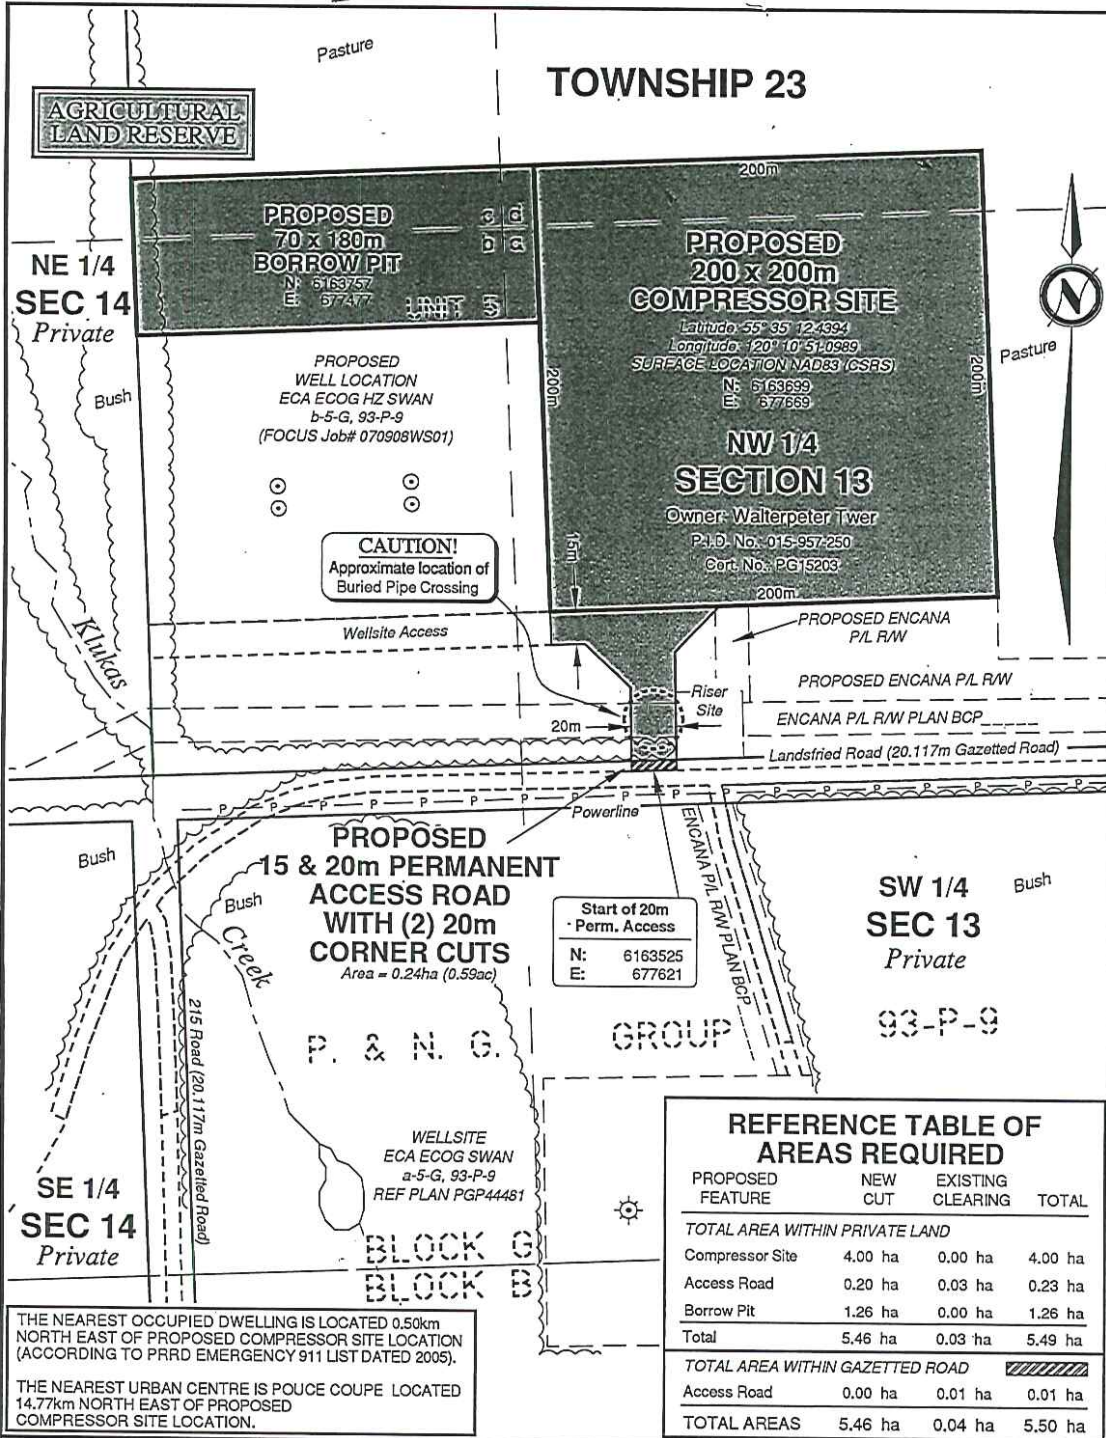 Pasture
TOWNSHIP 23
AGRICULTURAL
LAND RESERVE
200m
PROPOSED
70 x 180m
BORROW PIT
N: 6163757
E: 677477
c d
b a
UNIT 5
PROPOSED
200 x 200m
COMPRESSOR SITE
Latitude: 55° 35' 12.4394
Longitude: 120° 10' 51.0989
SURFACE LOCATION NAD83 (CSRS)
N: 6163699
E: 677669
NW 1/4
SECTION 13
Owner: Walterpeter Twer
P.I.D. No.: 015-957-250
Cert. No.: PG15203
200m
200m
200m
N
Pasture
NE 1/4
SEC 14
Private
Bush
PROPOSED
WELL LOCATION
ECA ECOG HZ SWAN
b-5-G, 93-P-9
(FOCUS Job# 070908WS01)
CAUTION!
Approximate location of
Buried Pipe Crossing
15m
Klukas
Wellsite Access
PROPOSED ENCANA
P/L R/W
PROPOSED ENCANA P/L R/W
Riser
Site
20m
ENCANA P/L R/W PLAN BCP_____
Landsfried Road (20.117m Gazetted Road)
P P P P P P P P P P P P P P P P
Powerline
ENCANA P/L R/W PLAN BCP
Bush
PROPOSED
15 & 20m PERMANENT
ACCESS ROAD
WITH (2) 20m
CORNER CUTS
Area = 0.24ha (0.59ac)
Bush
Creek
Start of 20m
Perm. Access
N: 6163525
E: 677621
SW 1/4
SEC 13
Private
Bush
93-P-9
P. & N. G. GROUP
215 Road (20.117m Gazetted Road)
WELLSITE
ECA ECOG SWAN
a-5-G, 93-P-9
REF PLAN PGP44481
SE 1/4
SEC 14
Private
BLOCK G
BLOCK B
REFERENCE TABLE OF
AREAS REQUIRED
PROPOSED FEATURE NEW CUT EXISTING CLEARING TOTAL
TOTAL AREA WITHIN PRIVATE LAND
Compressor Site 4.00 ha 0.00 ha 4.00 ha
Access Road 0.20 ha 0.03 ha 0.23 ha
Borrow Pit 1.26 ha 0.00 ha 1.26 ha
Total 5.46 ha 0.03 ha 5.49 ha
TOTAL AREA WITHIN GAZETTED ROAD
Access Road 0.00 ha 0.01 ha 0.01 ha
TOTAL AREAS 5.46 ha 0.04 ha 5.50 ha
THE NEAREST OCCUPIED DWELLING IS LOCATED 0.50km
NORTH EAST OF PROPOSED COMPRESSOR SITE LOCATION
(ACCORDING TO PRRD EMERGENCY 911 LIST DATED 2005).
THE NEAREST URBAN CENTRE IS POUCE COUPE LOCATED
14.77km NORTH EAST OF PROPOSED
COMPRESSOR SITE LOCATION.